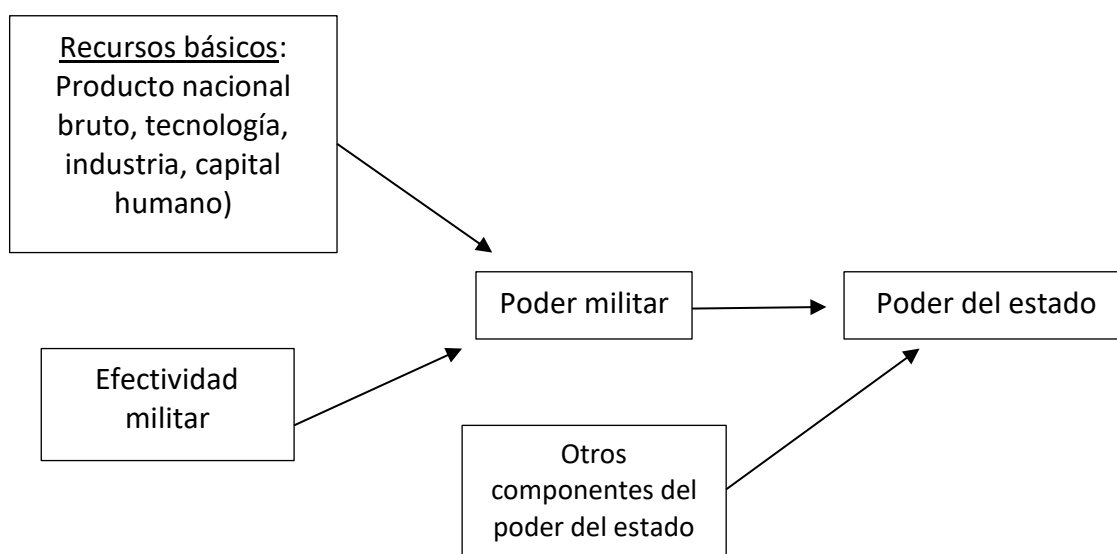 Recursos básicos:
Producto nacional
bruto, tecnología,
industria, capital
humano)
Poder militar
Poder del estado
Efectividad
militar
Otros
componentes del
poder del estado